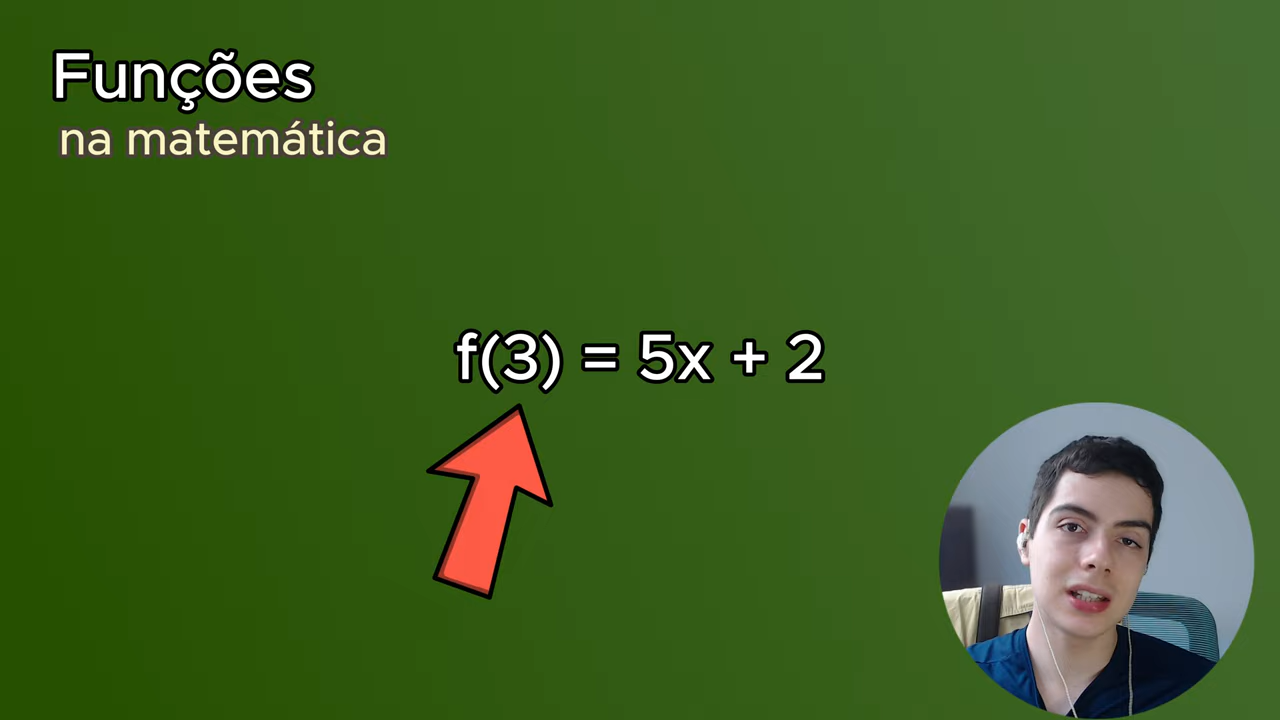 Funções
na matemática
f(3) = 5x + 2